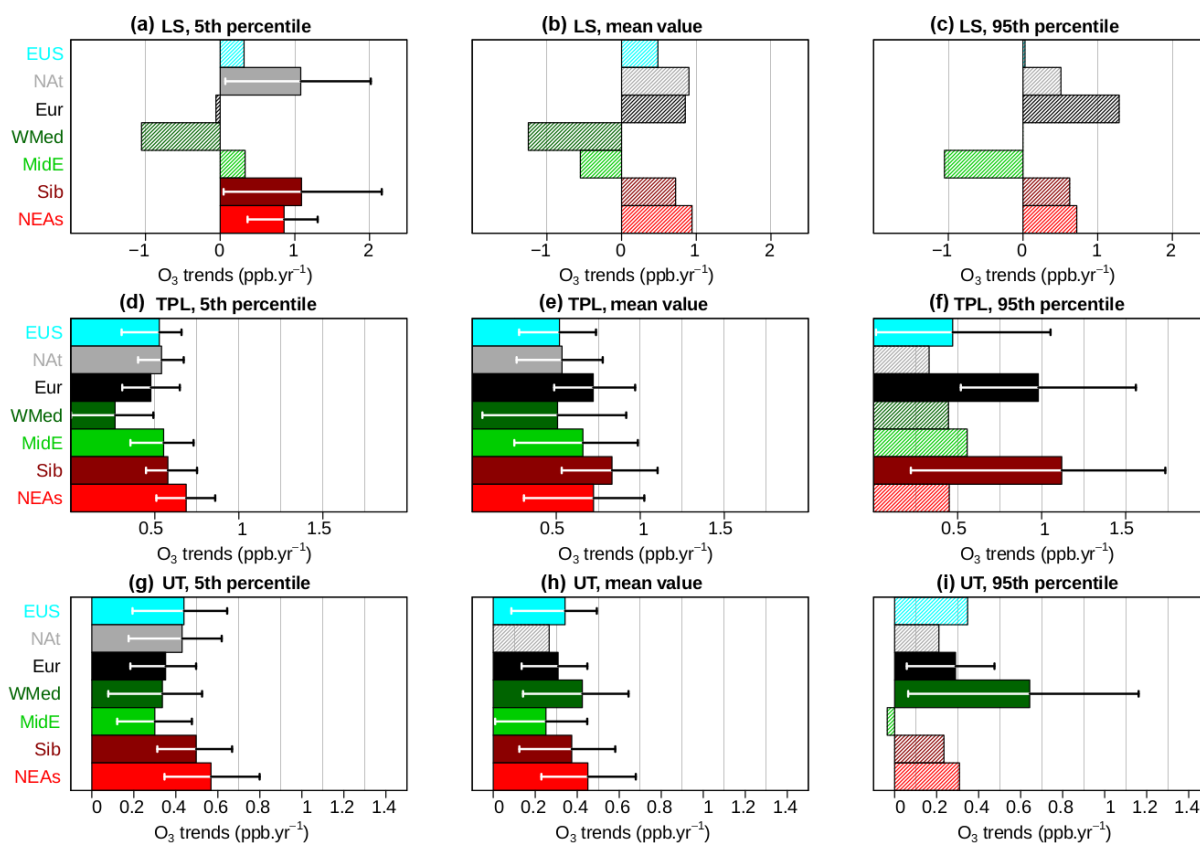 (a) LS, 5th percentile
(b) LS, mean value
(c) LS, 95th percentile
EUS
NAt
Eur
WMed
MidE
Sib
NEAs
−1 0 1 2
−1 0 1 2
−1 0 1 2
O₃ trends (ppb.yr⁻¹)
O₃ trends (ppb.yr⁻¹)
O₃ trends (ppb.yr⁻¹)
(d) TPL, 5th percentile
(e) TPL, mean value
(f) TPL, 95th percentile
EUS
NAt
Eur
WMed
MidE
Sib
NEAs
0.5 1 1.5
0.5 1 1.5
0.5 1 1.5
O₃ trends (ppb.yr⁻¹)
O₃ trends (ppb.yr⁻¹)
O₃ trends (ppb.yr⁻¹)
(g) UT, 5th percentile
(h) UT, mean value
(i) UT, 95th percentile
EUS
NAt
Eur
WMed
MidE
Sib
NEAs
0 0.2 0.4 0.6 0.8 1 1.2 1.4
0 0.2 0.4 0.6 0.8 1 1.2 1.4
0 0.2 0.4 0.6 0.8 1 1.2 1.4
O₃ trends (ppb.yr⁻¹)
O₃ trends (ppb.yr⁻¹)
O₃ trends (ppb.yr⁻¹)